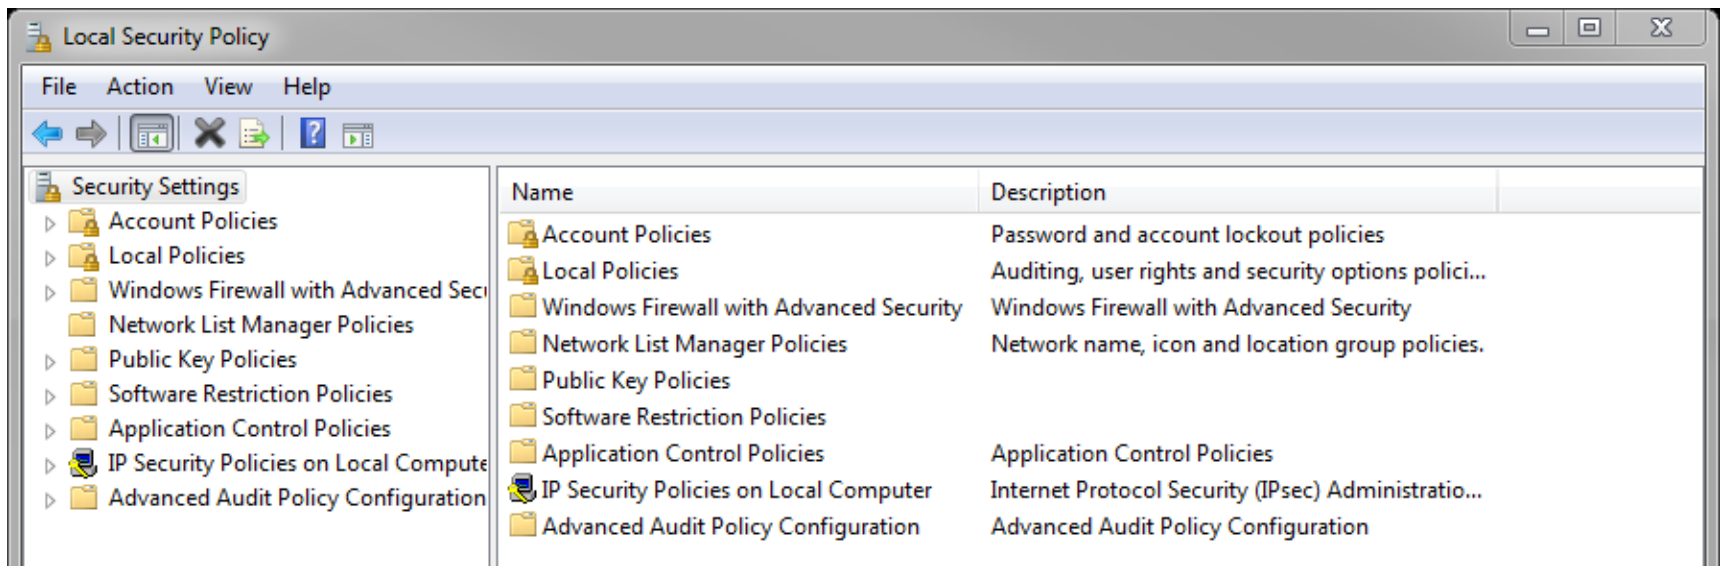 Local Security Policy
File Action View Help
Security Settings
Account Policies
Local Policies
Windows Firewall with Advanced Secu
Network List Manager Policies
Public Key Policies
Software Restriction Policies
Application Control Policies
IP Security Policies on Local Compute
Advanced Audit Policy Configuration
Name Description
Account Policies Password and account lockout policies
Local Policies Auditing, user rights and security options polici...
Windows Firewall with Advanced Security Windows Firewall with Advanced Security
Network List Manager Policies Network name, icon and location group policies.
Public Key Policies
Software Restriction Policies
Application Control Policies Application Control Policies
IP Security Policies on Local Computer Internet Protocol Security (IPsec) Administratio...
Advanced Audit Policy Configuration Advanced Audit Policy Configuration